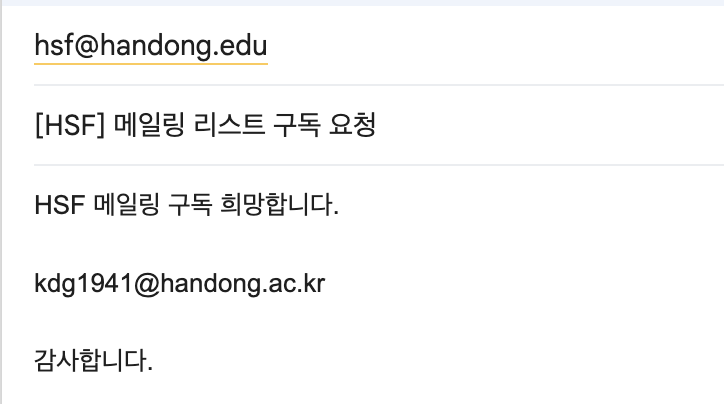 hsf@handong.edu
[HSF] 메일링 리스트 구독 요청
HSF 메일링 구독 희망합니다.
kdg1941@handong.ac.kr
감사합니다.